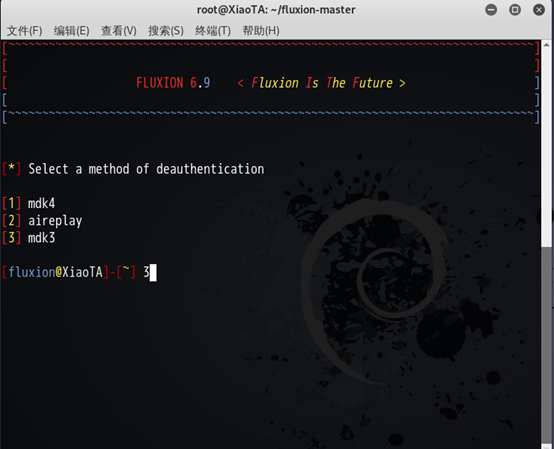 root@XiaoTA: ~/fluxion-master
文件(F) 编辑(E) 查看(V) 搜索(S) 终端(T) 帮助(H)
[~~~~~~~~~~~~~~~~~~~~~~~~~~~~~~~~~~~~~~~~~~~~~~~~~~~~~~~~~~~~~~~~~~~~~~~~~~~~~~]
[ ]
[ FLUXION 6.9 < Fluxion Is The Future > ]
[ ]
[~~~~~~~~~~~~~~~~~~~~~~~~~~~~~~~~~~~~~~~~~~~~~~~~~~~~~~~~~~~~~~~~~~~~~~~~~~~~~~]
[*] Select a method of deauthentication
[1] mdk4
[2] aireplay
[3] mdk3
[fluxion@XiaoTA]-[~] 3